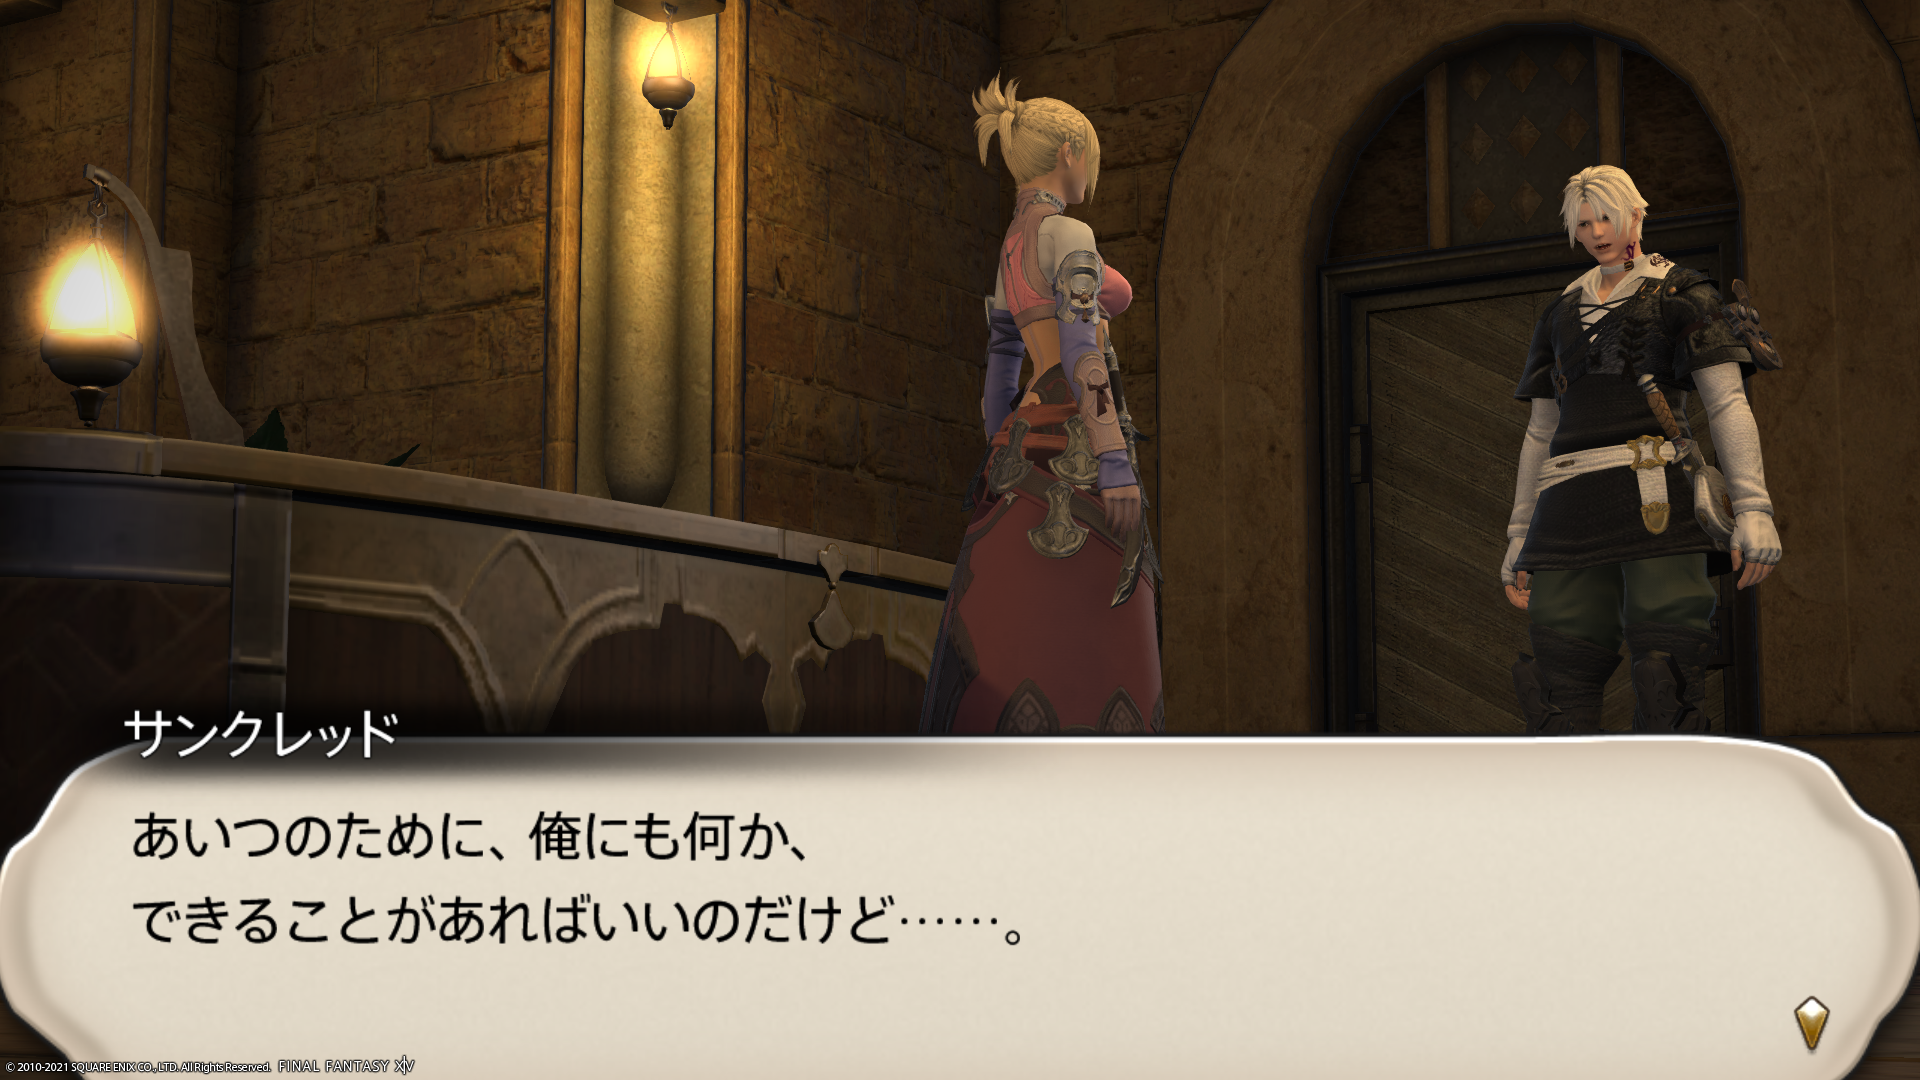 サンクレッド
あいつのために、俺にも何か、
できることがあればいいのだけど……。
© 2010-2021 SQUARE ENIX CO., LTD. All Rights Reserved. FINAL FANTASY XIV